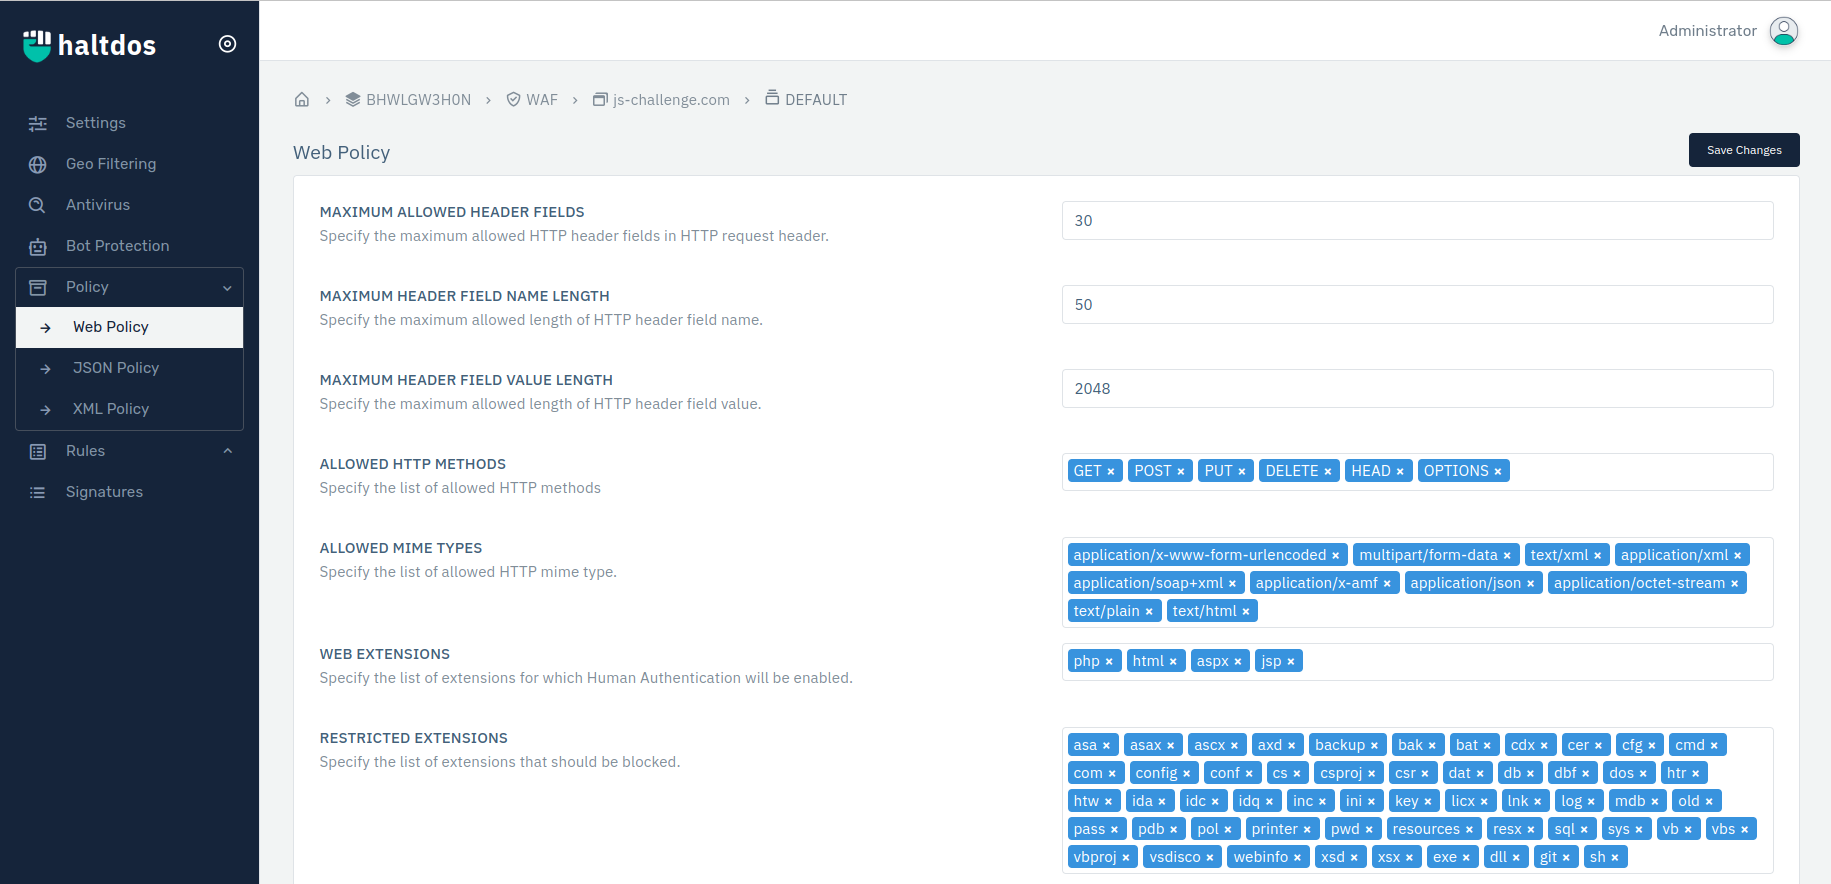 haltdos
Administrator
Settings
Geo Filtering
Antivirus
Bot Protection
Policy
Web Policy
JSON Policy
XML Policy
Rules
Signatures
BHWLGW3H0N › WAF › js-challenge.com › DEFAULT
Web Policy
Save Changes
MAXIMUM ALLOWED HEADER FIELDS
Specify the maximum allowed HTTP header fields in HTTP request header.
30
MAXIMUM HEADER FIELD NAME LENGTH
Specify the maximum allowed length of HTTP header field name.
50
MAXIMUM HEADER FIELD VALUE LENGTH
Specify the maximum allowed length of HTTP header field value.
2048
ALLOWED HTTP METHODS
Specify the list of allowed HTTP methods
GET × POST × PUT × DELETE × HEAD × OPTIONS ×
ALLOWED MIME TYPES
Specify the list of allowed HTTP mime type.
application/x-www-form-urlencoded × multipart/form-data × text/xml × application/xml ×
application/soap+xml × application/x-amf × application/json × application/octet-stream ×
text/plain × text/html ×
WEB EXTENSIONS
Specify the list of extensions for which Human Authentication will be enabled.
php × html × aspx × jsp ×
RESTRICTED EXTENSIONS
Specify the list of extensions that should be blocked.
asa × asax × ascx × axd × backup × bak × bat × cdx × cer × cfg × cmd ×
com × config × conf × cs × csproj × csr × dat × db × dbf × dos × htr ×
htw × ida × idc × idq × inc × ini × key × licx × lnk × log × mdb × old ×
pass × pdb × pol × printer × pwd × resources × resx × sql × sys × vb × vbs ×
vbproj × vsdisco × webinfo × xsd × xsx × exe × dll × git × sh ×